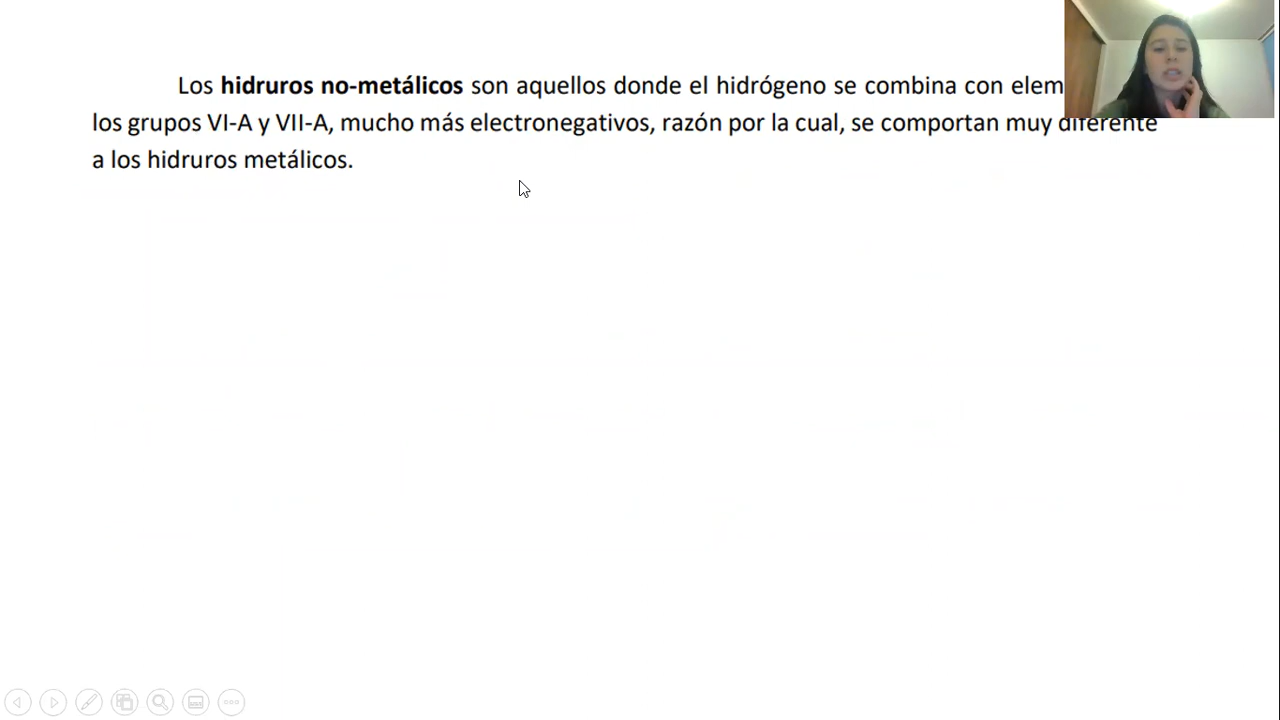 Los hidruros no-metálicos son aquellos donde el hidrógeno se combina con
los grupos VI-A y VII-A, mucho más electronegativos, razón por la cual, se comportan muy diferente
a los hidruros metálicos.